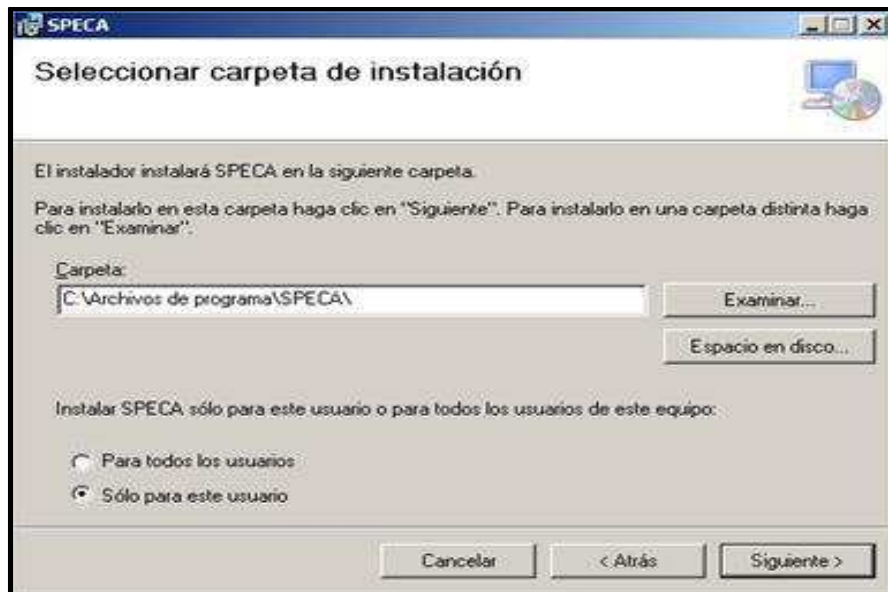 SPECA
Seleccionar carpeta de instalación
El instalador instalará SPECA en la siguiente carpeta.
Para instalarlo en esta carpeta haga clic en "Siguiente". Para instalarlo en una carpeta distinta haga
clic en "Examinar".
Carpeta:
C:\Archivos de programa\SPECA\
Examinar...
Espacio en disco...
Instalar SPECA sólo para este usuario o para todos los usuarios de este equipo:
Para todos los usuarios
Sólo para este usuario
Cancelar
< Atrás
Siguiente >